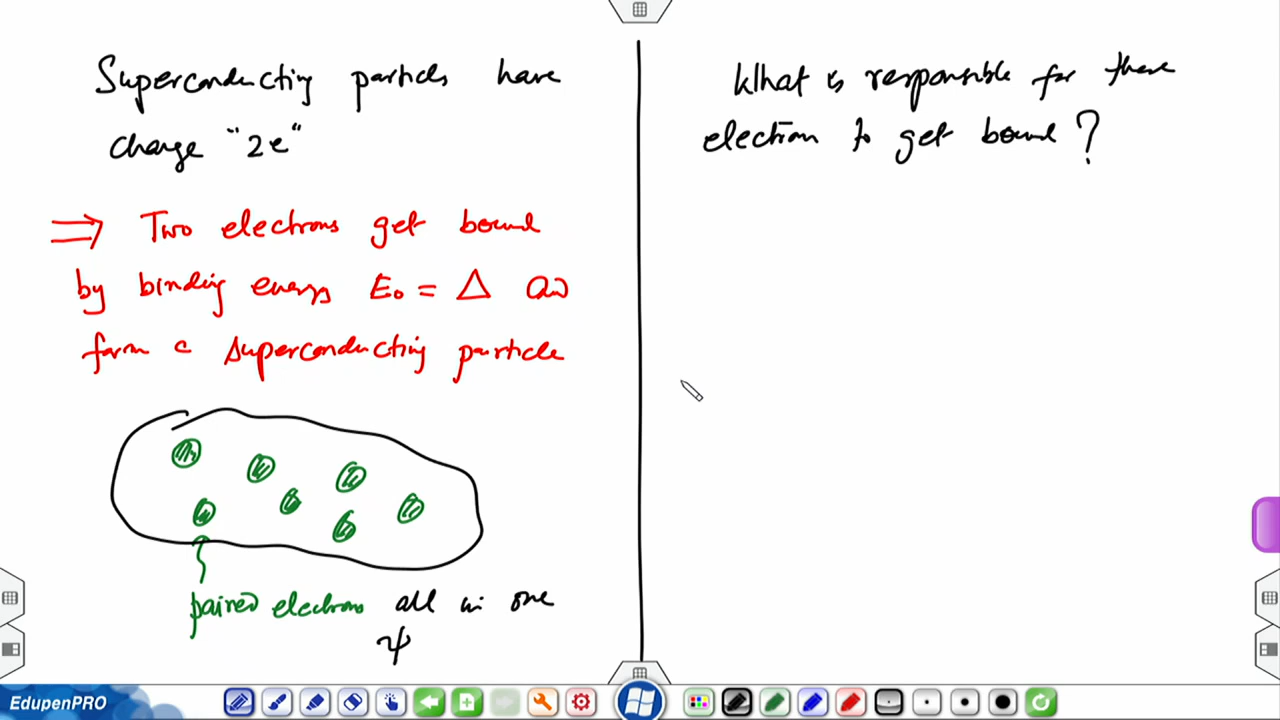 Superconducting particles have
charge "2e"
⇒ Two electrons get bound
by binding energy E₀ = Δ and
form a superconducting particle
paired electrons all in one
ψ
What is responsible for these
electron to get bound ?
EdupenPRO